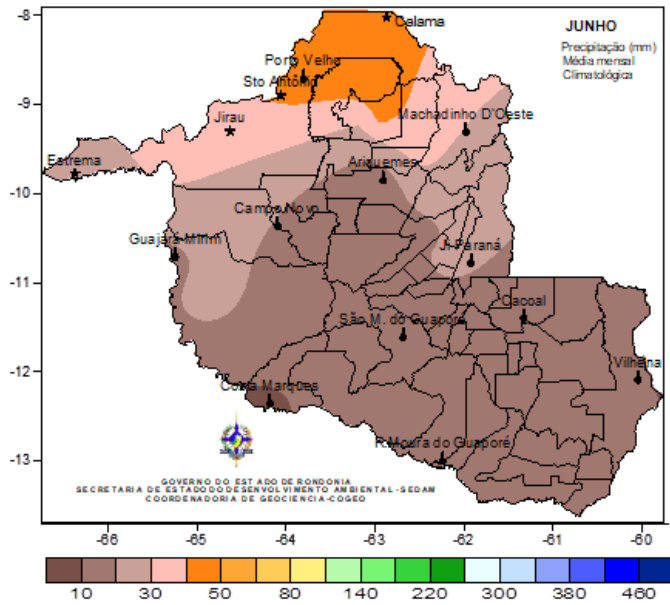 JUNHO
Precipitação (mm)
Média mensal
Climatológica
-8
-9
-10
-11
-12
-13
Calama
Porto Velho
Sto Antônio
Machadinho D'Oeste
Jirau
Estrema
Ariquemes
Campo Novo
Guajará-Mirim
Ji-Paraná
Cacoal
São M. do Guaporé
Vilhena
Costa Marques
R.Moura do Guaporé
GOVERNO DO ESTADO DE RONDONIA
SECRETARIA DE ESTADO DO DESENVOLVIMENTO AMBIENTAL -SEDAM
COORDENADORIA DE GEOCIENCIA-COGEO
-66 -65 -64 -63 -62 -61 -60
10 30 50 80 140 220 300 380 460